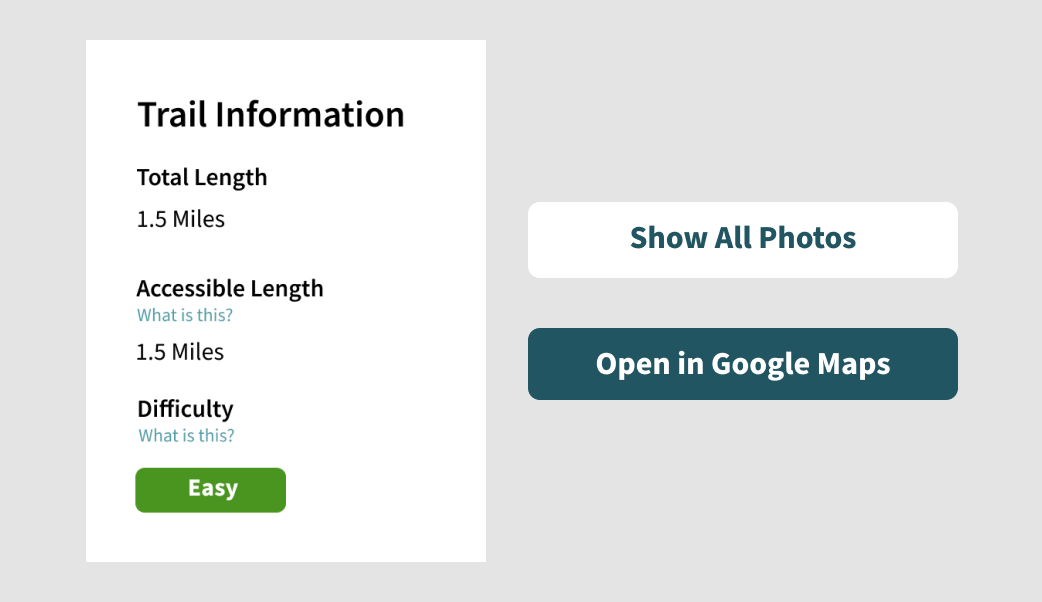 Trail Information
Total Length
1.5 Miles
Accessible Length
What is this?
1.5 Miles
Difficulty
What is this?
Easy
Show All Photos
Open in Google Maps